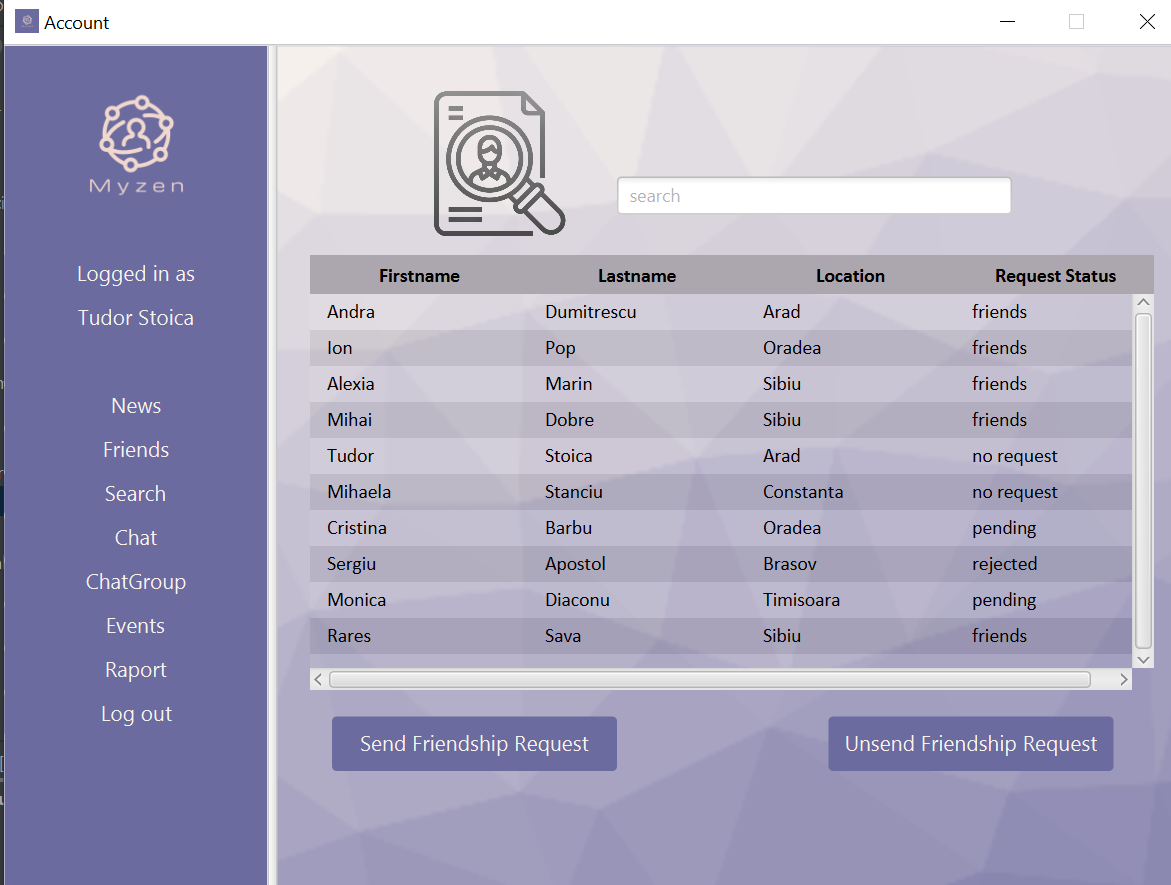 Account
Myzen
Logged in as
Tudor Stoica
News
Friends
Search
Chat
ChatGroup
Events
Raport
Log out
search
Firstname Lastname Location Request Status
Andra Dumitrescu Arad friends
Ion Pop Oradea friends
Alexia Marin Sibiu friends
Mihai Dobre Sibiu friends
Tudor Stoica Arad no request
Mihaela Stanciu Constanta no request
Cristina Barbu Oradea pending
Sergiu Apostol Brasov rejected
Monica Diaconu Timisoara pending
Rares Sava Sibiu friends
Send Friendship Request Unsend Friendship Request